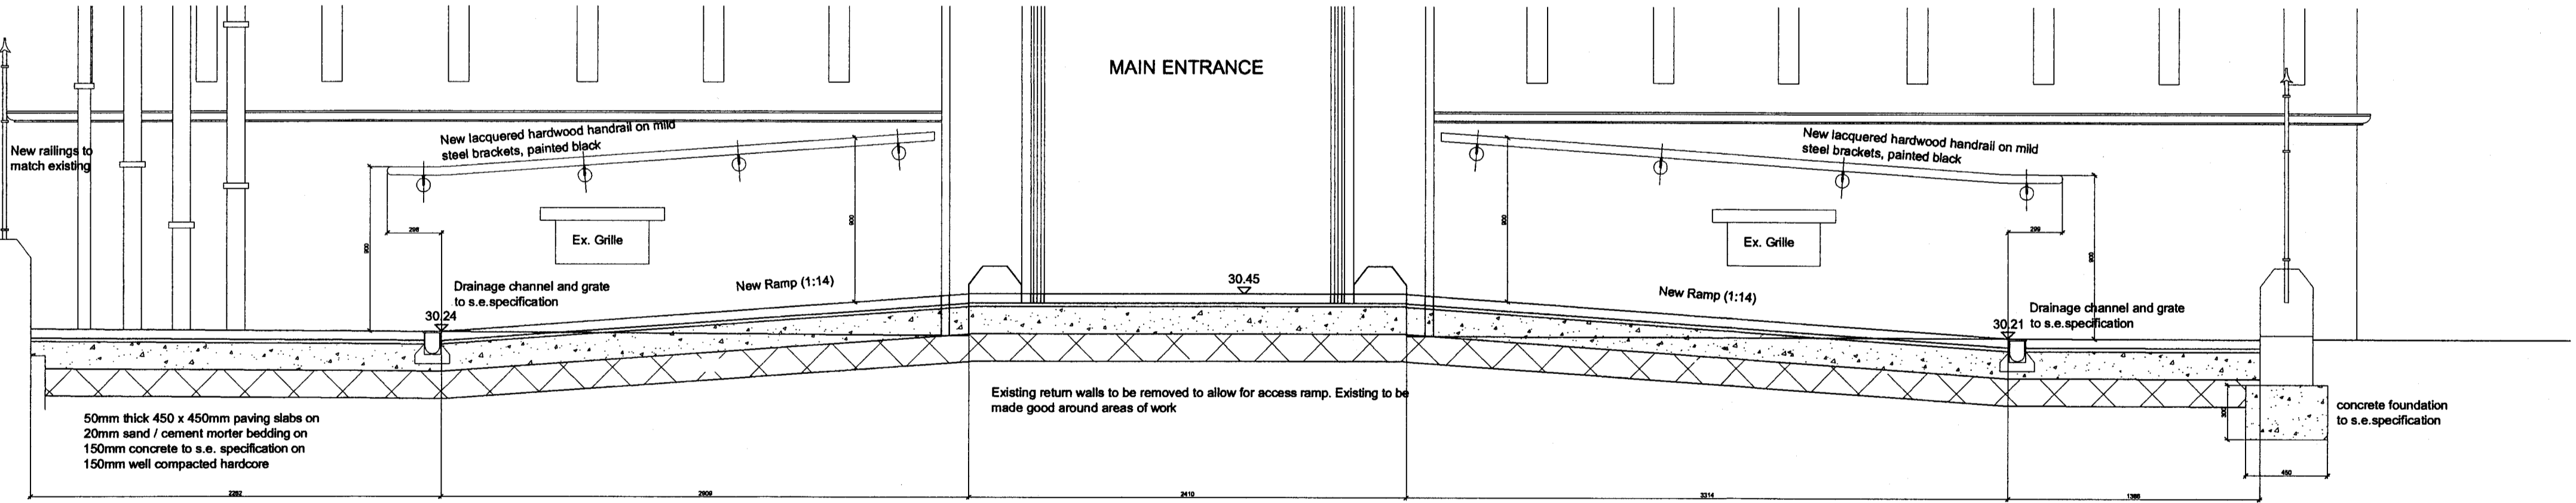 MAIN ENTRANCE
New railings to
match existing
New lacquered hardwood handrail on mild
steel brackets, painted black
New lacquered hardwood handrail on mild
steel brackets, painted black
900
298
900
Ex. Grille
900
Ex. Grille
299
900
Drainage channel and grate
to s.e.specification
30.24
New Ramp (1:14)
30.45
New Ramp (1:14)
Drainage channel and grate
to s.e.specification
30.21
50mm thick 450 x 450mm paving slabs on
20mm sand / cement morter bedding on
150mm concrete to s.e. specification on
150mm well compacted hardcore
Existing return walls to be removed to allow for access ramp. Existing to be
made good around areas of work
300
concrete foundation
to s.e.specification
450
2909
2410
3314